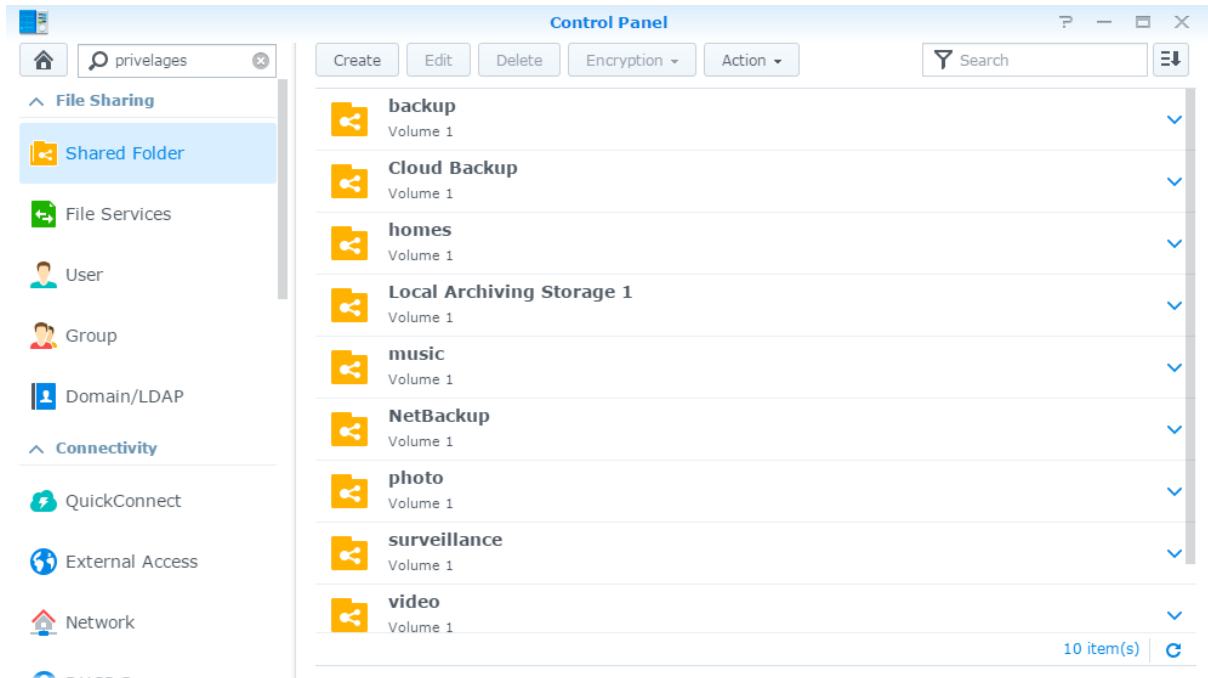 Control Panel
privelages
Create
Edit
Delete
Encryption
Action
Search
File Sharing
Shared Folder
File Services
User
Group
Domain/LDAP
Connectivity
QuickConnect
External Access
Network
backup
Volume 1
Cloud Backup
Volume 1
homes
Volume 1
Local Archiving Storage 1
Volume 1
music
Volume 1
NetBackup
Volume 1
photo
Volume 1
surveillance
Volume 1
video
Volume 1
10 item(s)